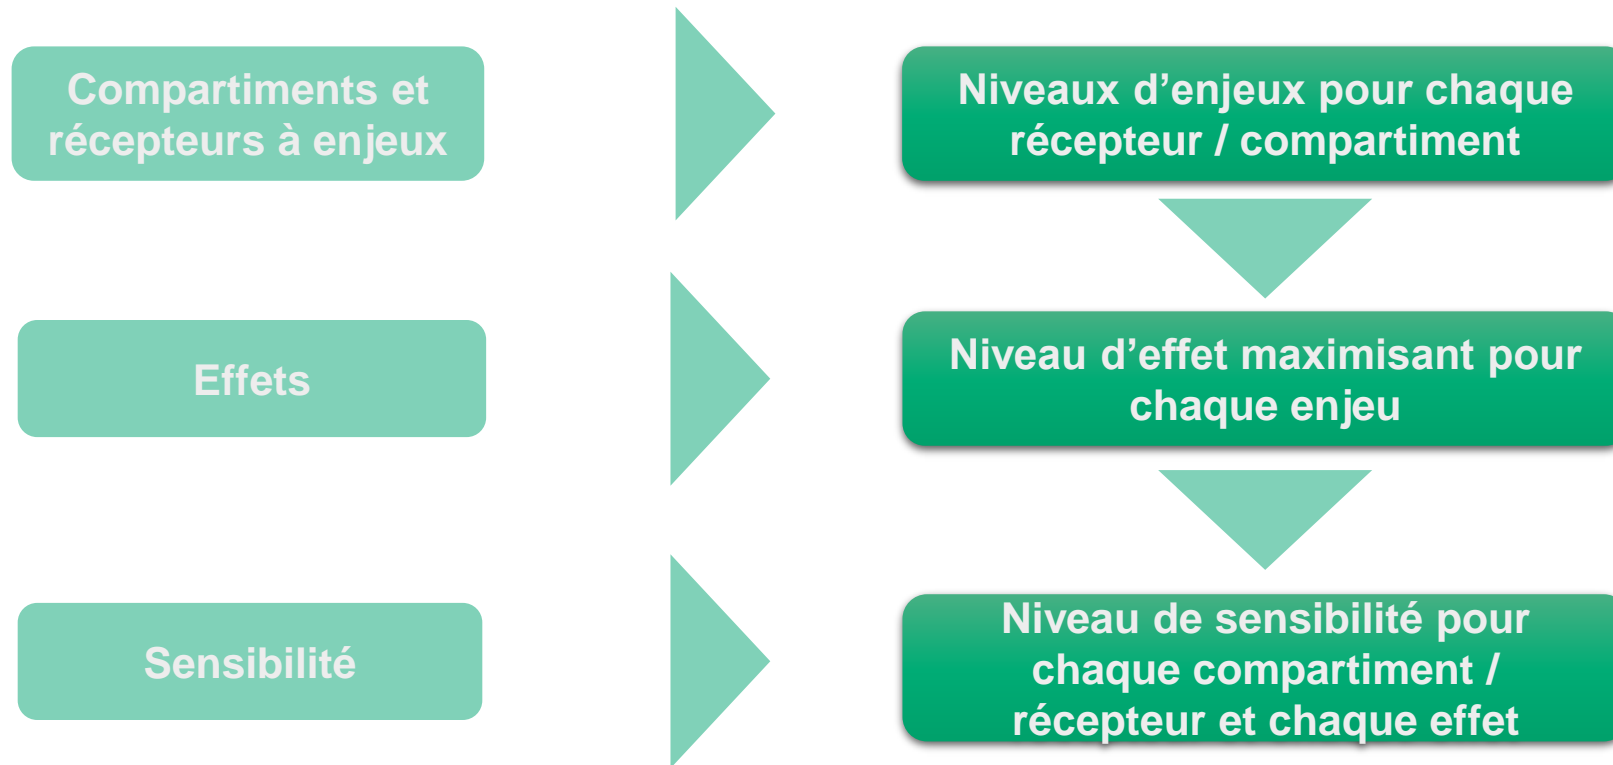 Compartiments et
récepteurs à enjeux
Niveaux d’enjeux pour chaque
récepteur / compartiment
Effets
Niveau d’effet maximisant pour
chaque enjeu
Sensibilité
Niveau de sensibilité pour
chaque compartiment /
récepteur et chaque effet